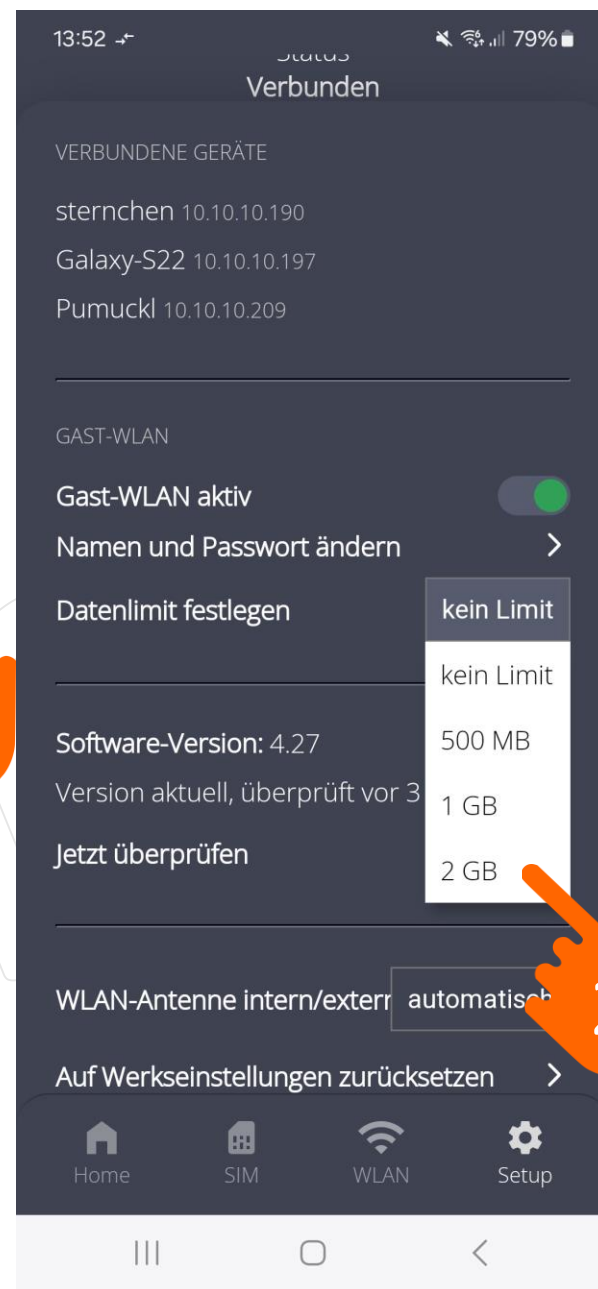 13:52
79%
Status
Verbunden
VERBUNDENE GERÄTE
sternchen 10.10.10.190
Galaxy-S22 10.10.10.197
Pumuckl 10.10.10.209
GAST-WLAN
Gast-WLAN aktiv
Namen und Passwort ändern
Datenlimit festlegen kein Limit
kein Limit
500 MB
1 GB
2 GB
Software-Version: 4.27
Version aktuell, überprüft vor 3
Jetzt überprüfen
WLAN-Antenne intern/extern automatisch
Auf Werkseinstellungen zurücksetzen
Home SIM WLAN Setup